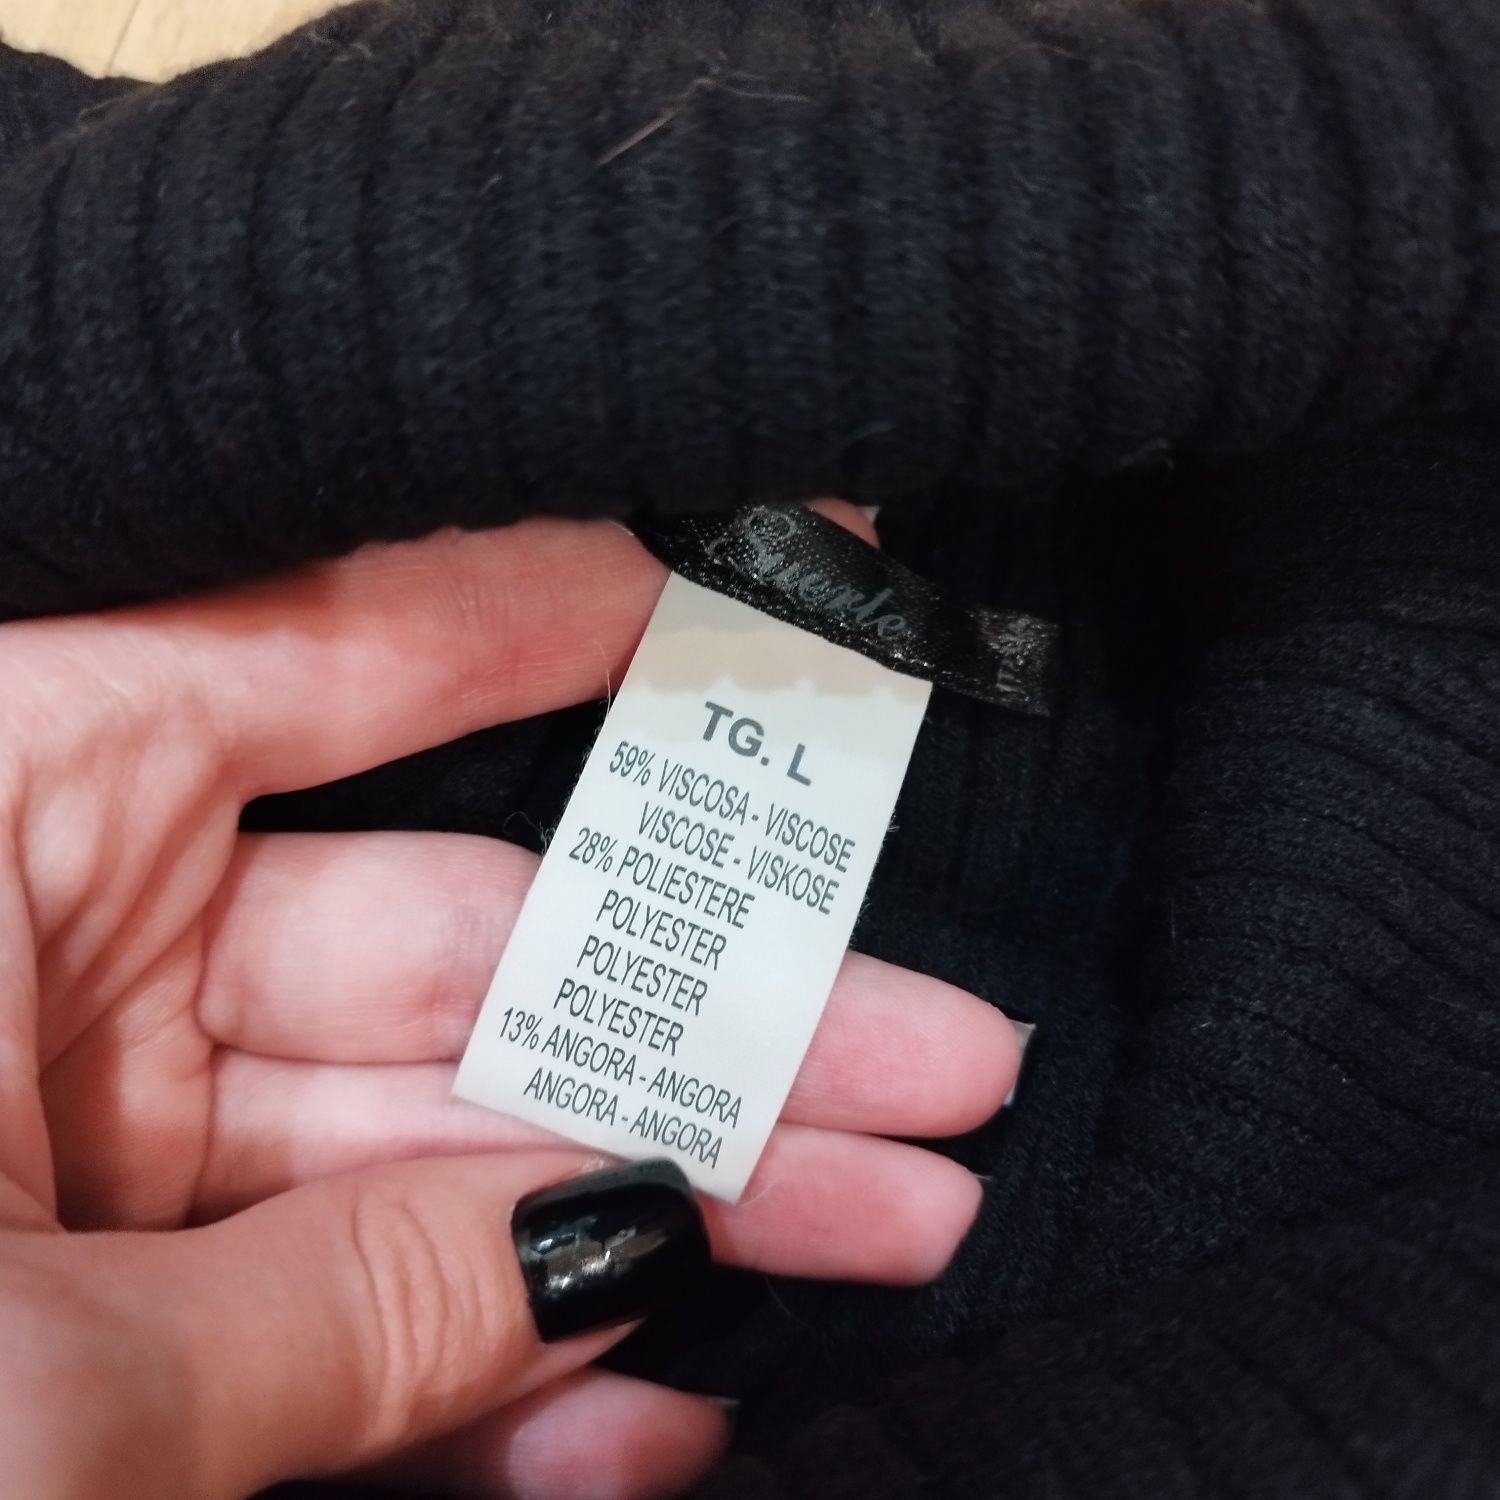 TG. L
59% VISCOSA - VISCOSE
VISCOSE - VISKOSE
28% POLIESTERE
POLYESTER
POLYESTER
POLYESTER
13% ANGORA - ANGORA
ANGORA - ANGORA